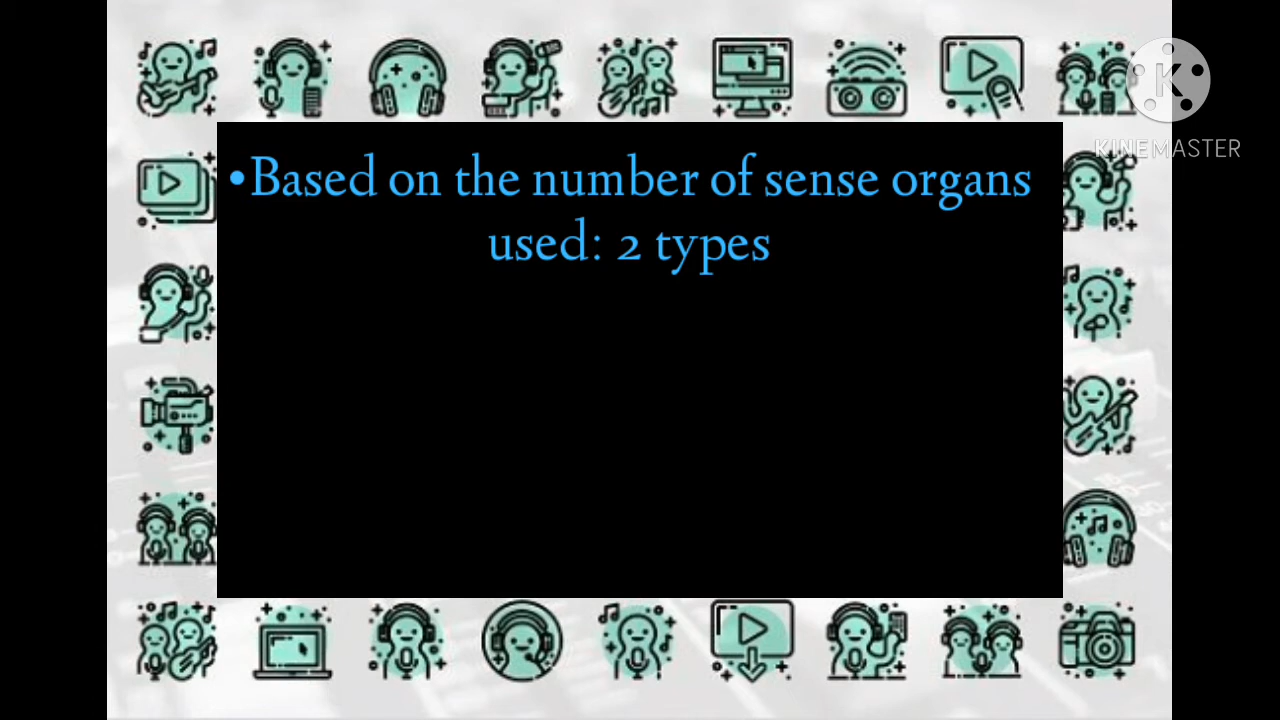 •Based on the number of sense organs
used: 2 types
K
KINEMASTER